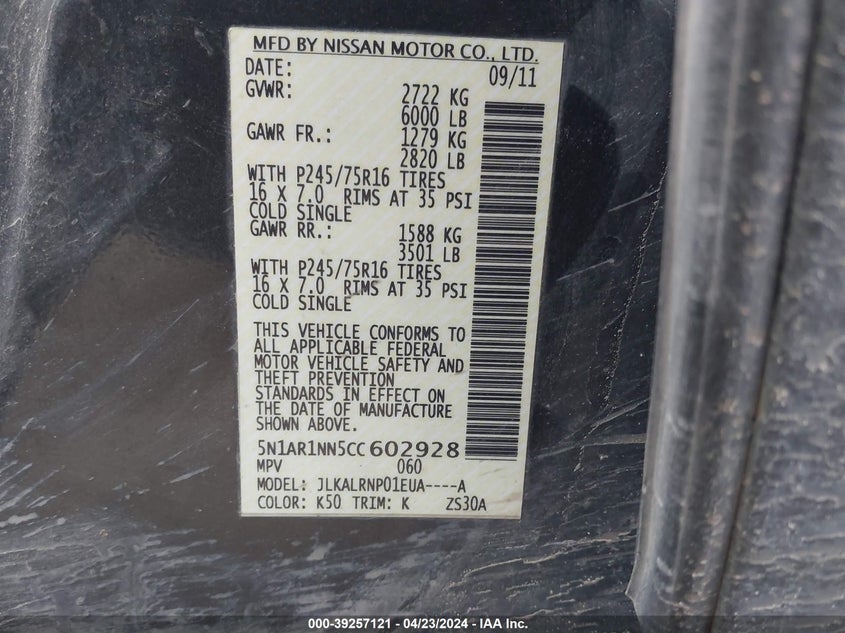 MFD BY NISSAN MOTOR CO., LTD.
DATE: 09/11
GVWR: 2722 KG
6000 LB
GAWR FR.: 1279 KG
2820 LB
WITH P245/75R16 TIRES
16 X 7.0 RIMS AT 35 PSI
COLD SINGLE
GAWR RR.: 1588 KG
3501 LB
WITH P245/75R16 TIRES
16 X 7.0 RIMS AT 35 PSI
COLD SINGLE
THIS VEHICLE CONFORMS TO
ALL APPLICABLE FEDERAL
MOTOR VEHICLE SAFETY AND
THEFT PREVENTION
STANDARDS IN EFFECT ON
THE DATE OF MANUFACTURE
SHOWN ABOVE.
5N1AR1NN5CC602928
MPV 060
MODEL: JLKALRNP01EUA----A
COLOR: K50 TRIM: K ZS30A
000-39257121 - 04/23/2024 - IAA Inc.